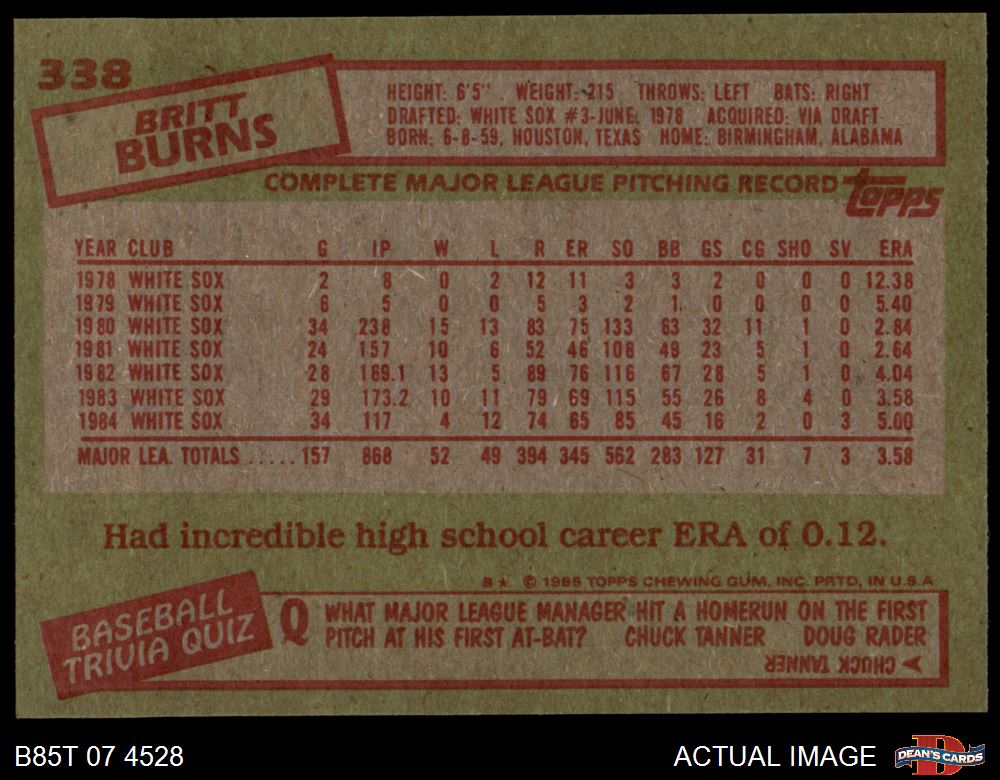 338
BRITT
BURNS
HEIGHT: 6'5" WEIGHT: 215 THROWS: LEFT BATS: RIGHT
DRAFTED: WHITE SOX #3-JUNE, 1978 ACQUIRED: VIA DRAFT
BORN: 6-8-59, HOUSTON, TEXAS HOME: BIRMINGHAM, ALABAMA
COMPLETE MAJOR LEAGUE PITCHING RECORD topps
YEAR CLUB G IP W L R ER SO BB GS CG SHO SV ERA
1978 WHITE SOX 2 8 0 2 12 11 3 3 2 0 0 0 12.38
1979 WHITE SOX 6 5 0 0 5 3 2 1 0 0 0 0 5.40
1980 WHITE SOX 34 238 15 13 83 75 133 63 32 11 1 0 2.84
1981 WHITE SOX 24 157 10 6 52 46 108 49 23 5 1 0 2.64
1982 WHITE SOX 28 169.1 13 5 89 76 116 67 28 5 1 0 4.04
1983 WHITE SOX 29 173.2 10 11 79 69 115 55 26 8 4 0 3.58
1984 WHITE SOX 34 117 4 12 74 65 85 45 16 2 0 3 5.00
MAJOR LEA. TOTALS ..... 157 868 52 49 394 345 562 283 127 31 7 3 3.58
Had incredible high school career ERA of 0.12.
B★ © 1985 TOPPS CHEWING GUM, INC. PRTD. IN U.S.A
BASEBALL
TRIVIA QUIZ
Q WHAT MAJOR LEAGUE MANAGER HIT A HOMERUN ON THE FIRST
PITCH AT HIS FIRST AT-BAT? CHUCK TANNER DOUG RADER
CHUCK TANNER
B85T 07 4528
ACTUAL IMAGE
D
DEAN'S CARDS